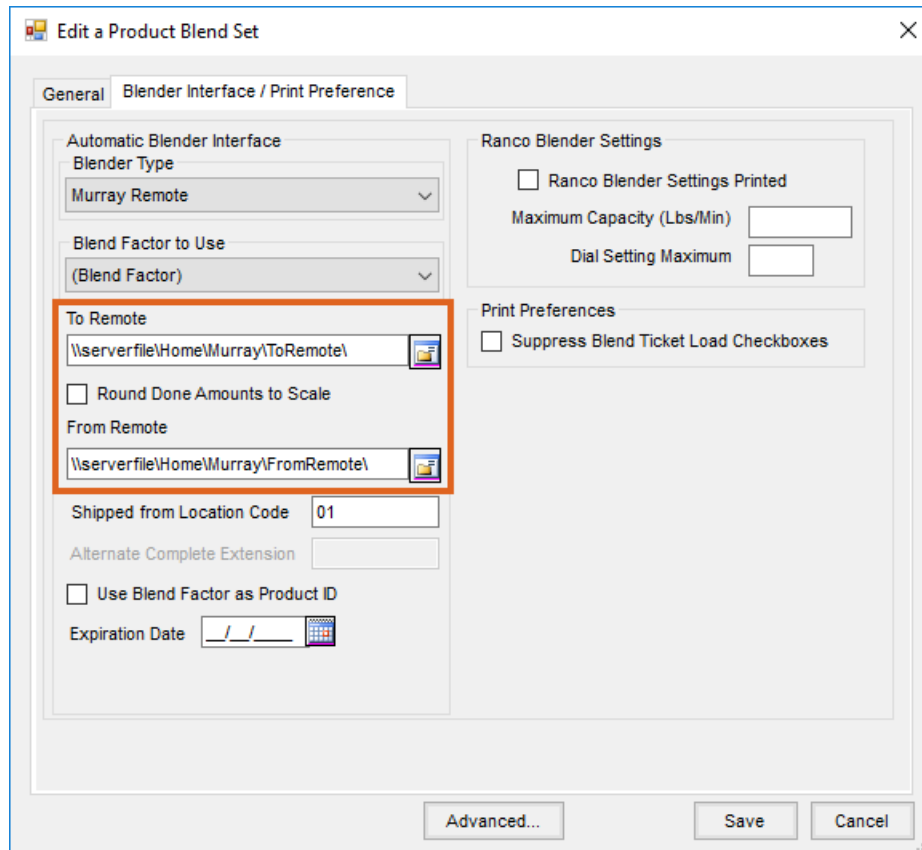 Edit a Product Blend Set
General
Blender Interface / Print Preference
Automatic Blender Interface
Blender Type
Murray Remote
Blend Factor to Use
(Blend Factor)
To Remote
\\serverfile\Home\Murray\ToRemote\
Round Done Amounts to Scale
From Remote
\\serverfile\Home\Murray\FromRemote\
Shipped from Location Code 01
Alternate Complete Extension
Use Blend Factor as Product ID
Expiration Date __/__/____
Ranco Blender Settings
Ranco Blender Settings Printed
Maximum Capacity (Lbs/Min)
Dial Setting Maximum
Print Preferences
Suppress Blend Ticket Load Checkboxes
Advanced... Save Cancel